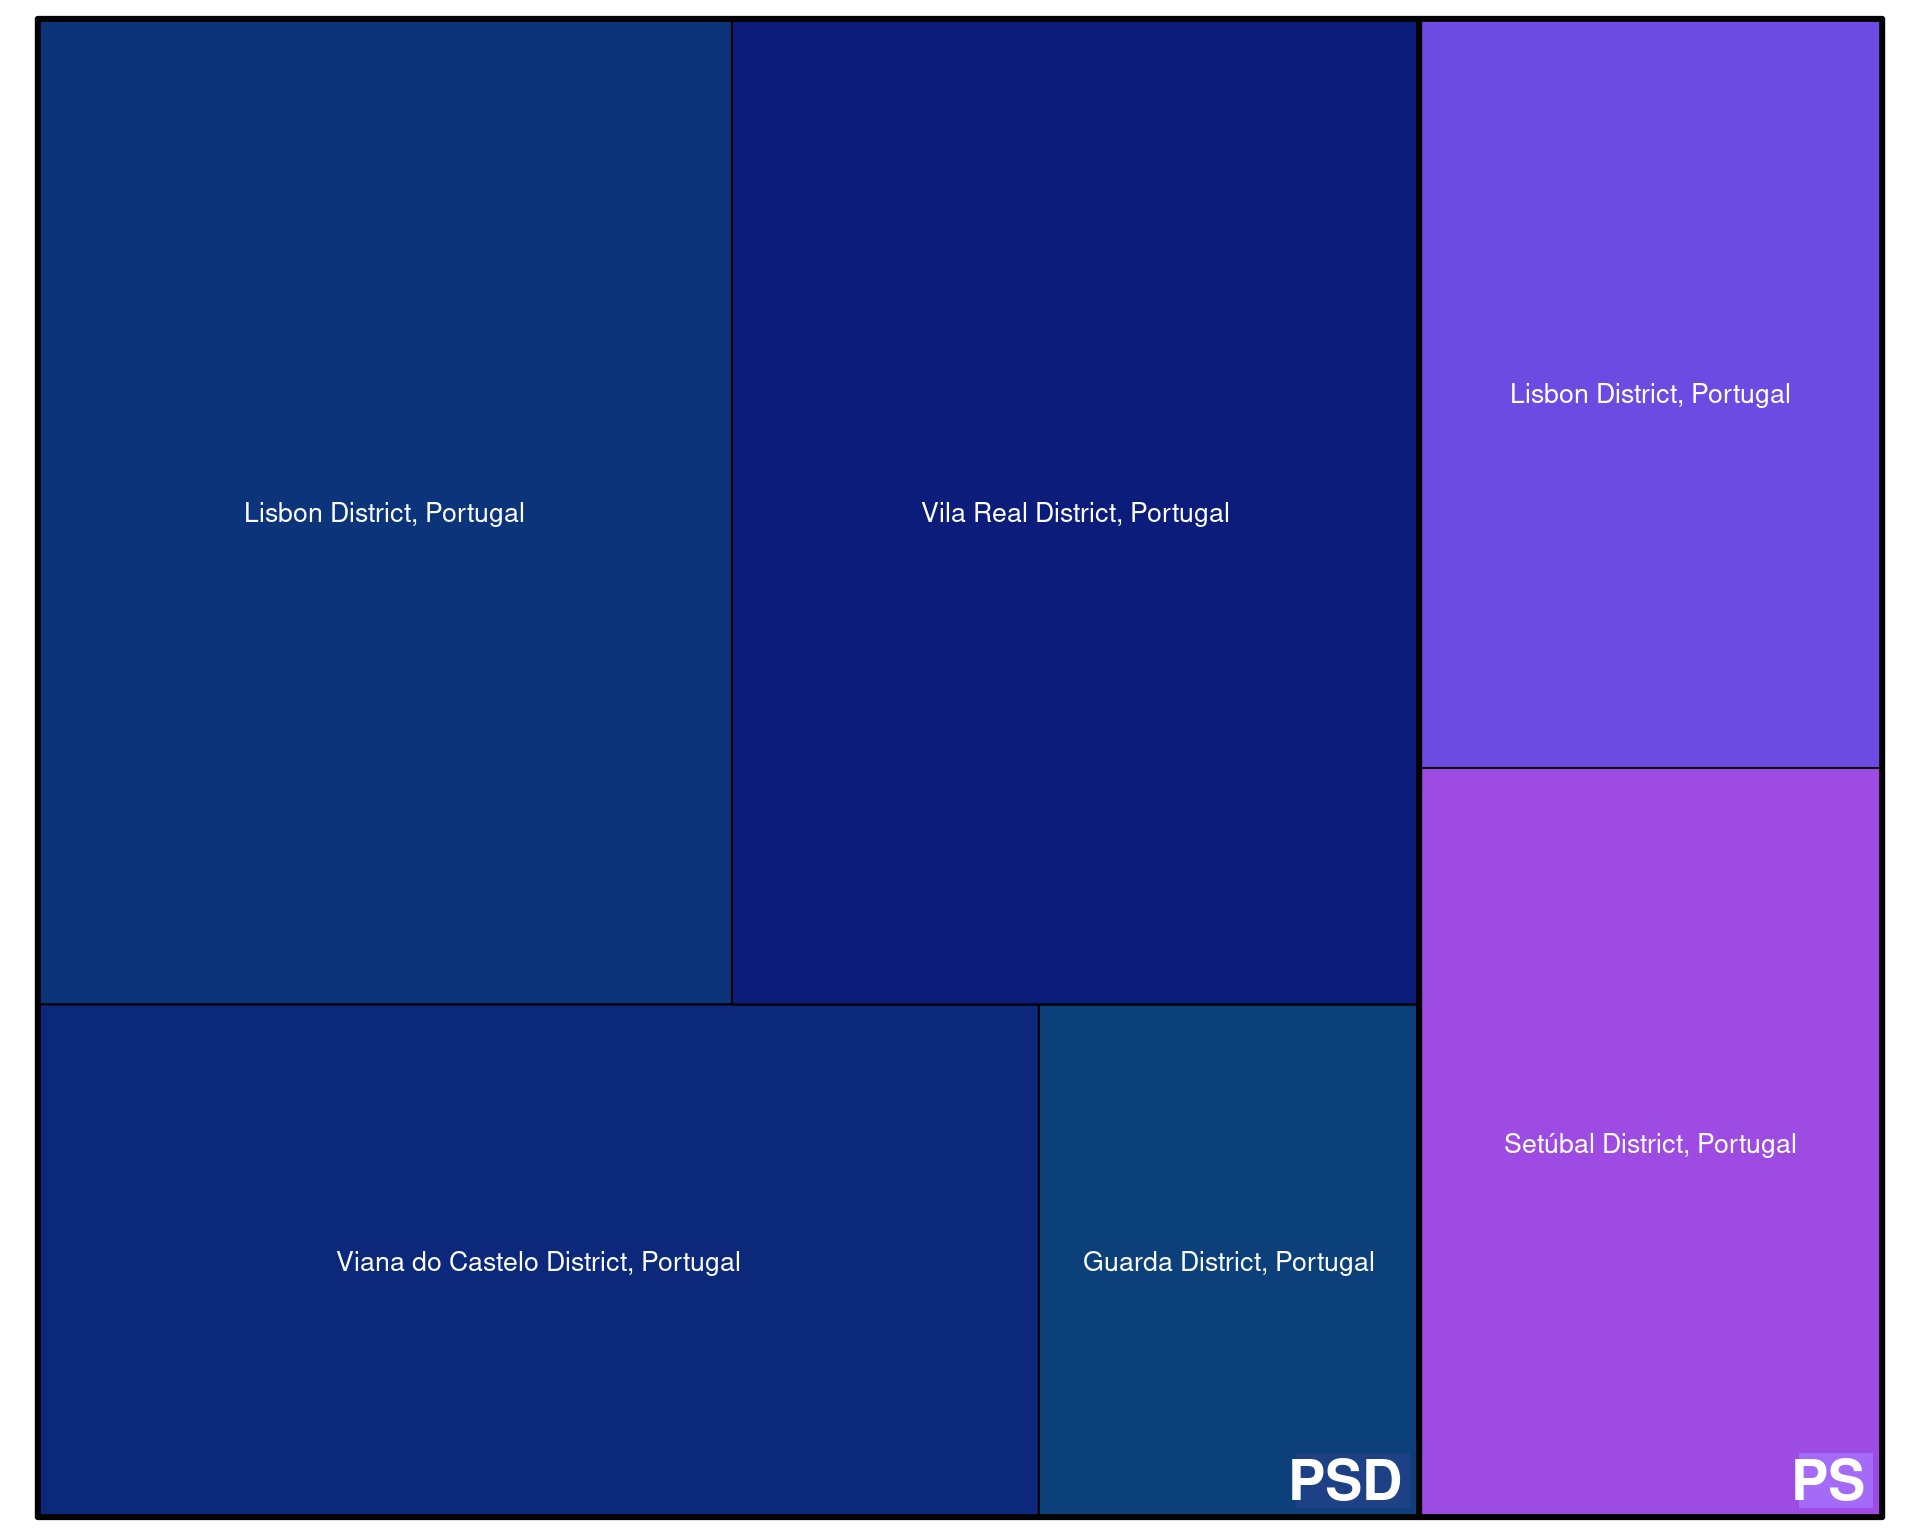 Lisbon District, Portugal
Vila Real District, Portugal
Viana do Castelo District, Portugal
Guarda District, Portugal
PSD
Lisbon District, Portugal
Setúbal District, Portugal
PS